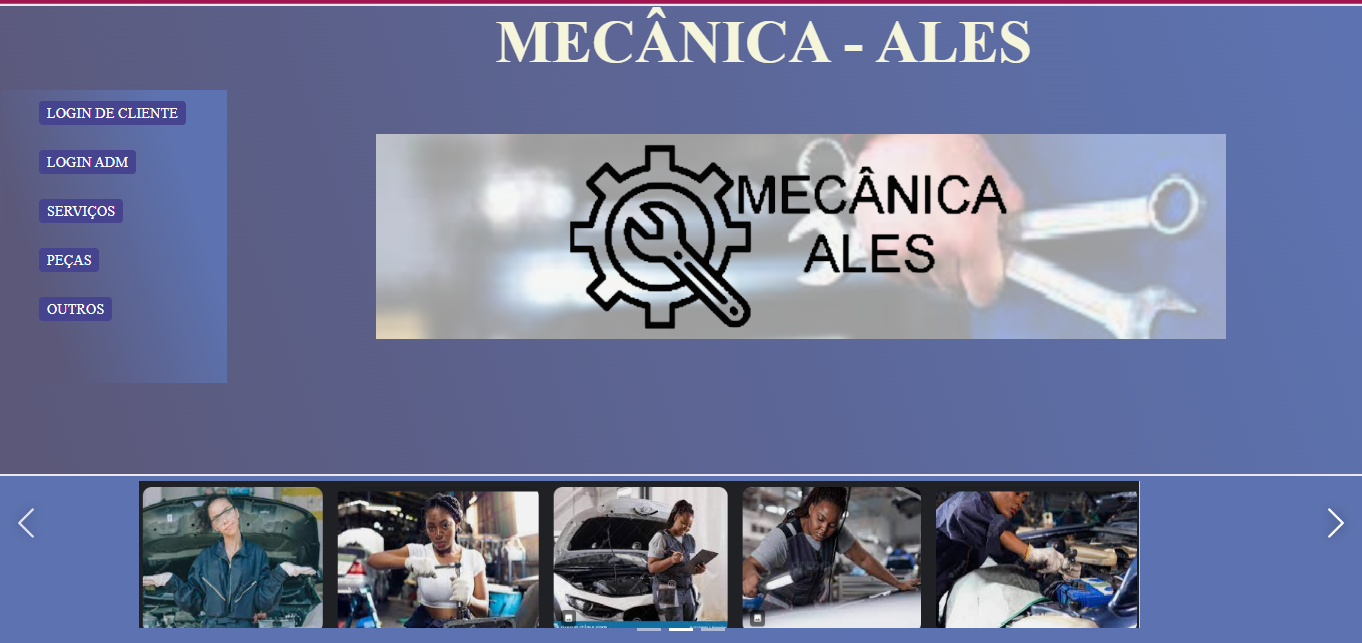 MECÂNICA - ALES
LOGIN DE CLIENTE
LOGIN ADM
SERVIÇOS
PEÇAS
OUTROS
MECÂNICA
ALES